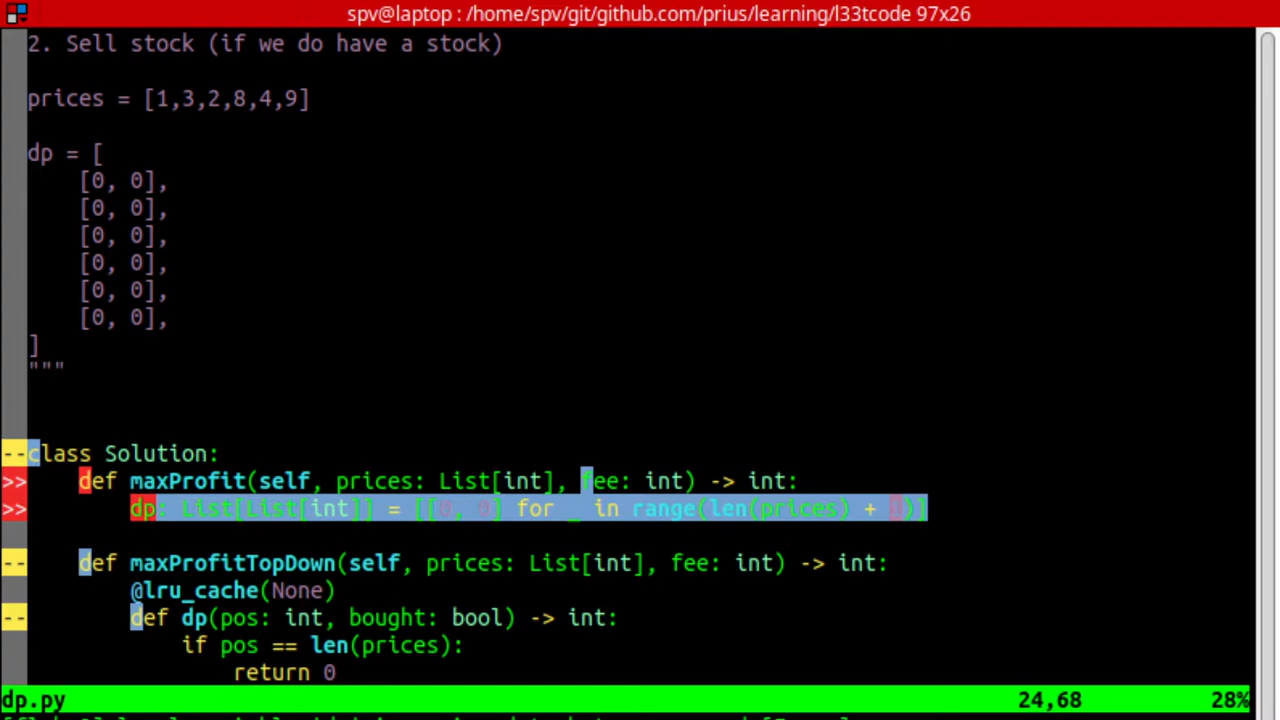 spv@laptop : /home/spv/git/github.com/prius/learning/l33tcode 97x26
2. Sell stock (if we do have a stock)
prices = [1,3,2,8,4,9]
dp = [
[0, 0],
[0, 0],
[0, 0],
[0, 0],
[0, 0],
[0, 0],
]
"""
--class Solution:
>> def maxProfit(self, prices: List[int], fee: int) -> int:
>> dp: List[List[int]] = [[0, 0] for _ in range(len(prices) + )]
-- def maxProfitTopDown(self, prices: List[int], fee: int) -> int:
@lru_cache(None)
-- def dp(pos: int, bought: bool) -> int:
if pos == len(prices):
return 0
dp.py 24,68 28%